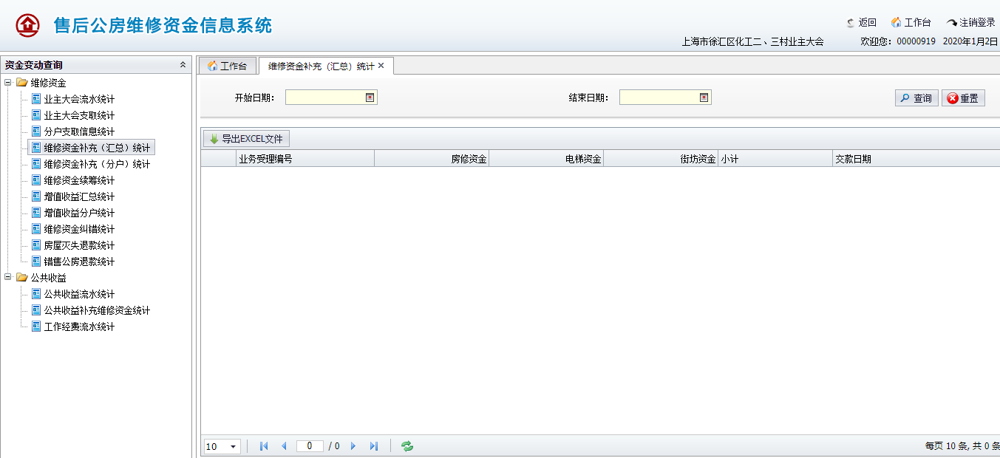 售后公房维修资金信息系统
返回 工作台 注销登录
上海市徐汇区化工二、三村业主大会 欢迎您: 00000919 2020年1月2日
资金变动查询
维修资金
业主大会流水统计
业主大会支取统计
分户支取信息统计
维修资金补充（汇总）统计
维修资金补充（分户）统计
维修资金续筹统计
增值收益汇总统计
增值收益分户统计
维修资金纠错统计
房屋灭失退款统计
错售公房退款统计
公共收益
公共收益流水统计
公共收益补充维修资金统计
工作经费流水统计
工作台 维修资金补充（汇总）统计 ×
开始日期: 结束日期: 查询 重置
导出EXCEL文件
业务受理编号 房修资金 电梯资金 街坊资金 小计 交款日期
10 0 / 0 每页 10 条, 共 0 条